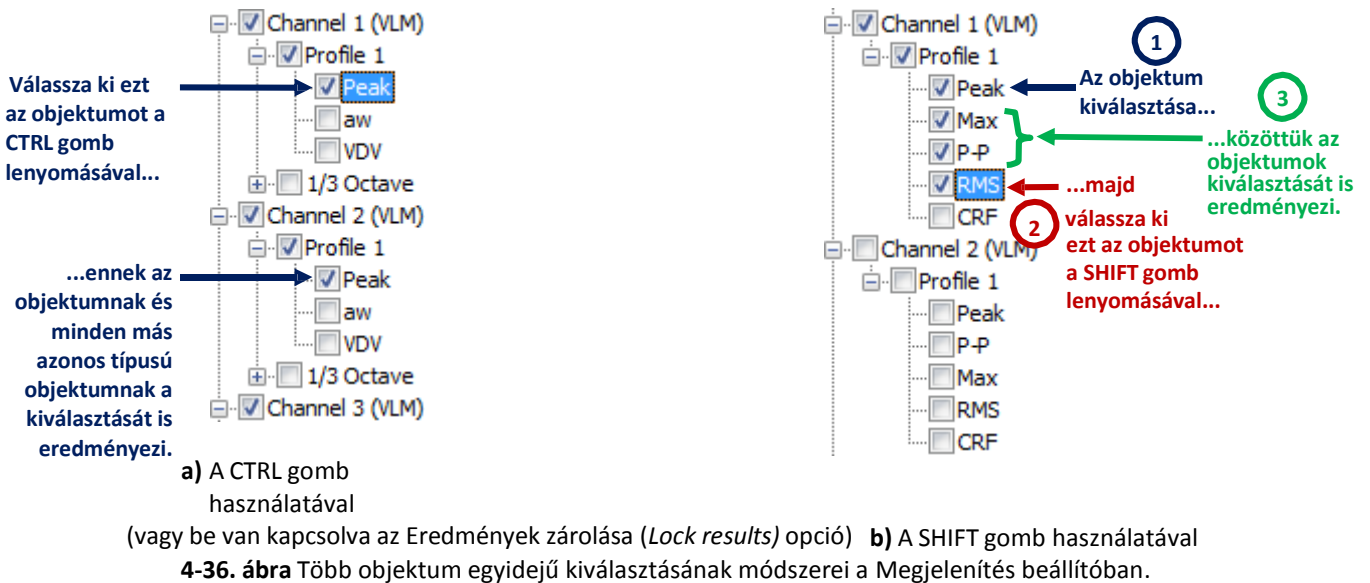 Channel 1 (VLM)
Profile 1
Peak
aw
VDV
1/3 Octave
Channel 2 (VLM)
Profile 1
Peak
aw
VDV
1/3 Octave
Channel 3 (VLM)
Válassza ki ezt
az objektumot a
CTRL gomb
lenyomásával...
...ennek az
objektumnak és
minden más
azonos típusú
objektumnak a
kiválasztását is
eredményezi.
Channel 1 (VLM)
Profile 1
Peak
Max
P-P
RMS
CRF
Channel 2 (VLM)
Profile 1
Peak
P-P
Max
RMS
CRF
1
Az objektum
kiválasztása...
3
...közöttük az
objektumok
kiválasztását is
eredményezi.
...majd
2
válassza ki
ezt az objektumot
a SHIFT gomb
lenyomásával...
a) A CTRL gomb
használatával
(vagy be van kapcsolva az Eredmények zárolása (Lock results) opció) b) A SHIFT gomb használatával
4-36. ábra Több objektum egyidejű kiválasztásának módszerei a Megjelenítés beállítóban.